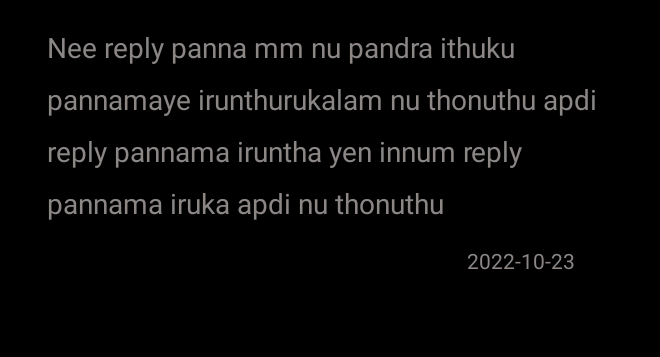 Nee reply panna mm nu pandra ithuku
pannamaye irunthurukalam nu thonuthu apdi
reply pannama iruntha yen innum reply
pannama iruka apdi nu thonuthu
2022-10-23